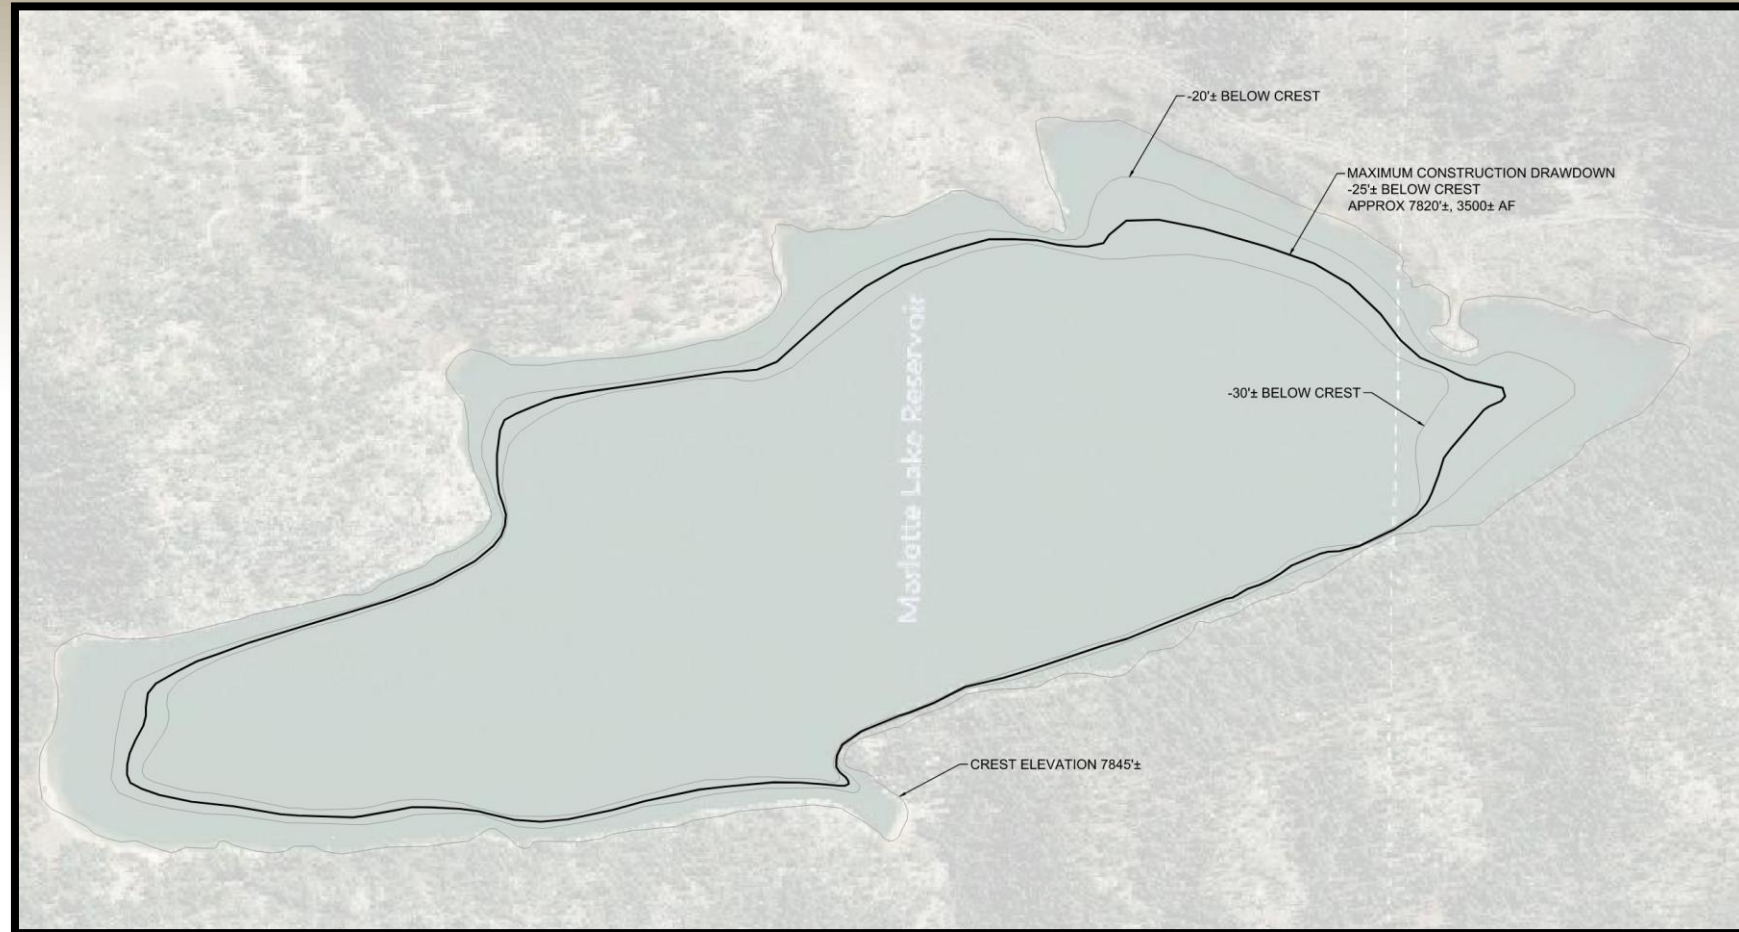 -20'± BELOW CREST
MAXIMUM CONSTRUCTION DRAWDOWN
-25'± BELOW CREST
APPROX 7820'±, 3500± AF
Marlette Lake Reservoir
-30'± BELOW CREST
CREST ELEVATION 7845'±